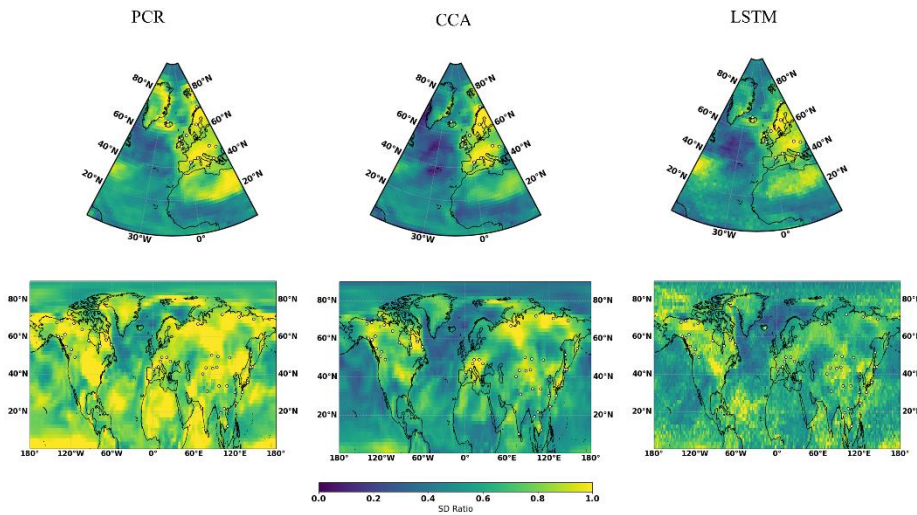 PCR
CCA
LSTM
80°N 80°N 80°N 80°N 80°N 80°N
60°N 60°N 60°N 60°N 60°N 60°N
40°N 40°N 40°N 40°N 40°N 40°N
20°N 20°N 20°N 20°N 20°N 20°N
30°W 0° 30°W 0° 30°W 0°
80°N 80°N 80°N 80°N 80°N 80°N
60°N 60°N 60°N 60°N 60°N 60°N
40°N 40°N 40°N 40°N 40°N 40°N
20°N 20°N 20°N 20°N 20°N 20°N
180° 120°W 60°W 0° 60°E 120°E 180° 180° 120°W 60°W 0° 60°E 120°E 180° 180° 120°W 60°W 0° 60°E 120°E 180°
0.0 0.2 0.4 0.6 0.8 1.0
SD Ratio